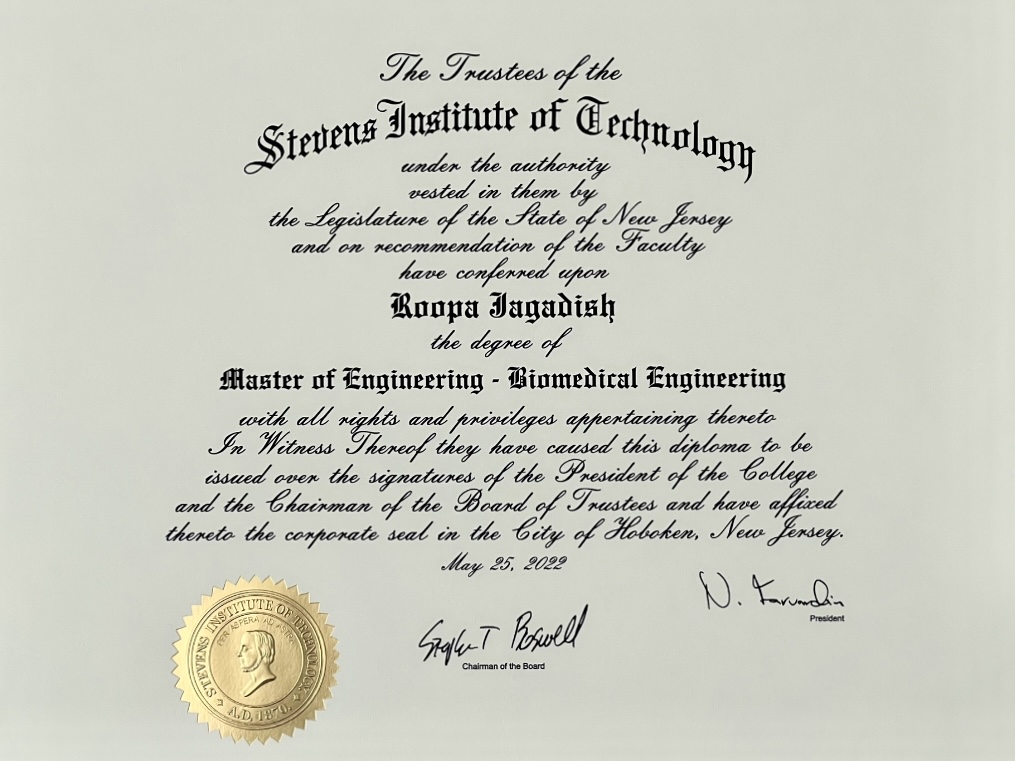 The Trustees of the
Stevens Institute of Technology
under the authority
vested in them by
the Legislature of the State of New Jersey
and on recommendation of the Faculty
have conferred upon
Roopa Jagadish
the degree of
Master of Engineering - Biomedical Engineering
with all rights and privileges appertaining thereto
In Witness Thereof they have caused this diploma to be
issued over the signatures of the President of the College
and the Chairman of the Board of Trustees and have affixed
thereto the corporate seal in the City of Hoboken, New Jersey.
May 25, 2022
President
Chairman of the Board
STEVENS INSTITUTE OF TECHNOLOGY
PER ASPERA AD ASTRA
A.D. 1870.